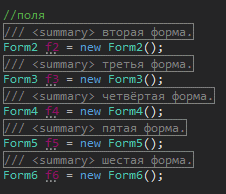 //поля
/// <summary> вторая форма.
Form2 f2 = new Form2();
/// <summary> третья форма.
Form3 f3 = new Form3();
/// <summary> четвёртая форма.
Form4 f4 = new Form4();
/// <summary> пятая форма.
Form5 f5 = new Form5();
/// <summary> шестая форма.
Form6 f6 = new Form6();